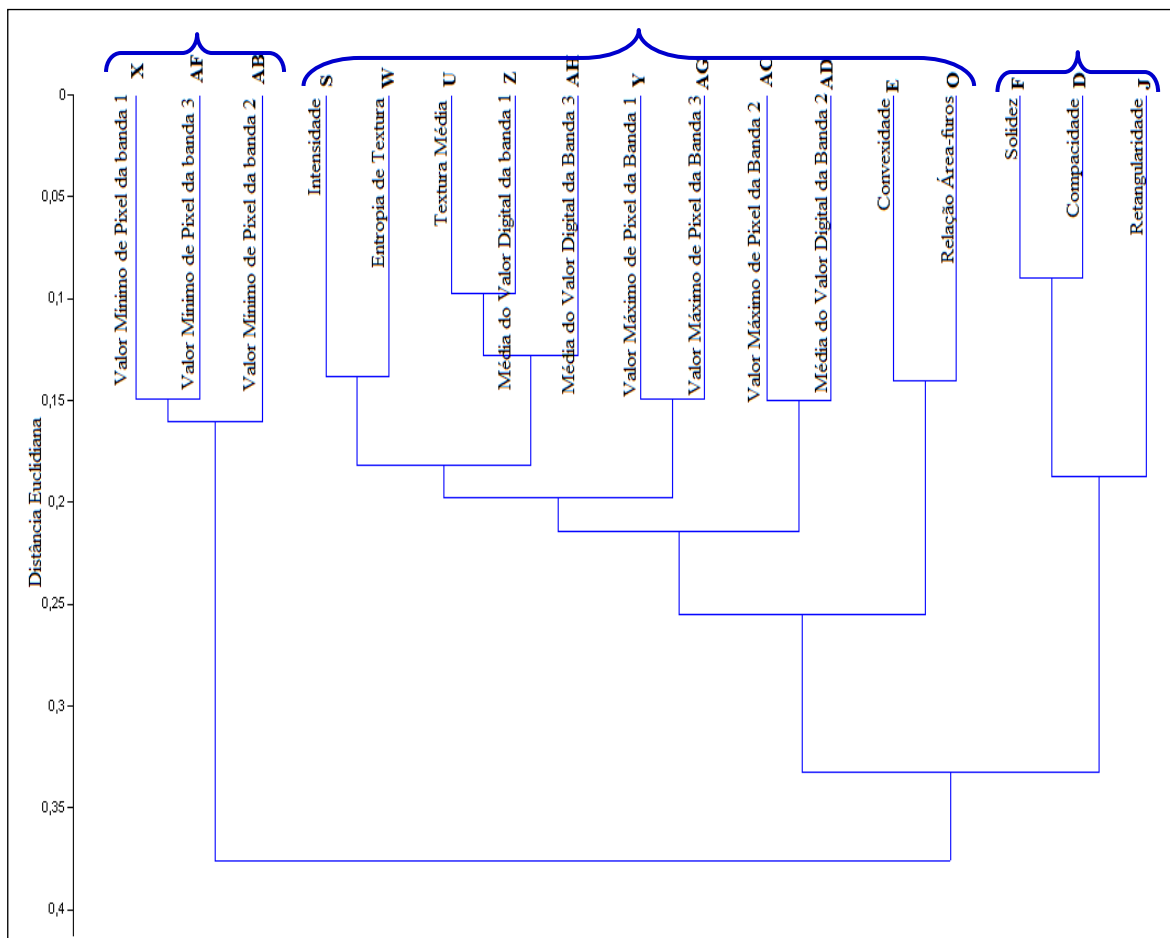 X
AF
AB
S
W
U
Z
AH
Y
AG
AC
AD
E
O
F
D
J
Valor Mínimo de Pixel da banda 1
Valor Mínimo de Pixel da banda 3
Valor Mínimo de Pixel da banda 2
Intensidade
Entropia de Textura
Textura Média
Média do Valor Digital da banda 1
Média do Valor Digital da Banda 3
Valor Máximo de Pixel da Banda 1
Valor Máximo de Pixel da Banda 3
Valor Máximo de Pixel da Banda 2
Média do Valor Digital da Banda 2
Convexidade
Relação Área-furos
Solidez
Compacidade
Retangularidade
0
0,05
0,1
0,15
0,2
0,25
0,3
0,35
0,4
Distância Euclidiana